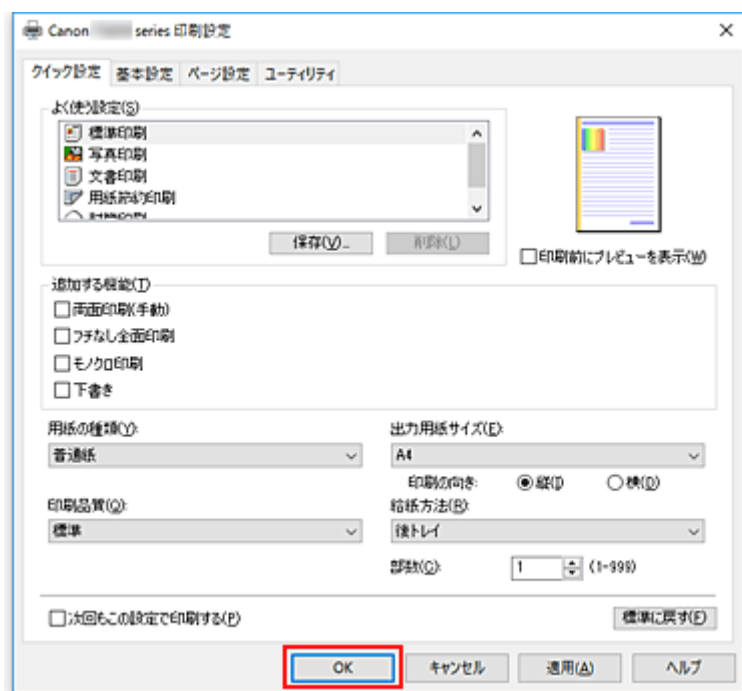 Canon series 印刷設定
クイック設定 基本設定 ページ設定 ユーティリティ
よく使う設定(S)
標準印刷
写真印刷
文書印刷
用紙節約印刷
保存(V)... 削除(L)
印刷前にプレビューを表示(W)
追加する機能(T)
両面印刷(手動)
フチなし全面印刷
モノクロ印刷
下書き
用紙の種類(Y): 出力用紙サイズ(E):
普通紙 A4
印刷の向き: 縦(I) 横(D)
印刷品質(Q): 給紙方法(R):
標準 後トレイ
部数(C): 1 (1-999)
次回もこの設定で印刷する(P) 標準に戻す(F)
OK キャンセル 適用(A) ヘルプ